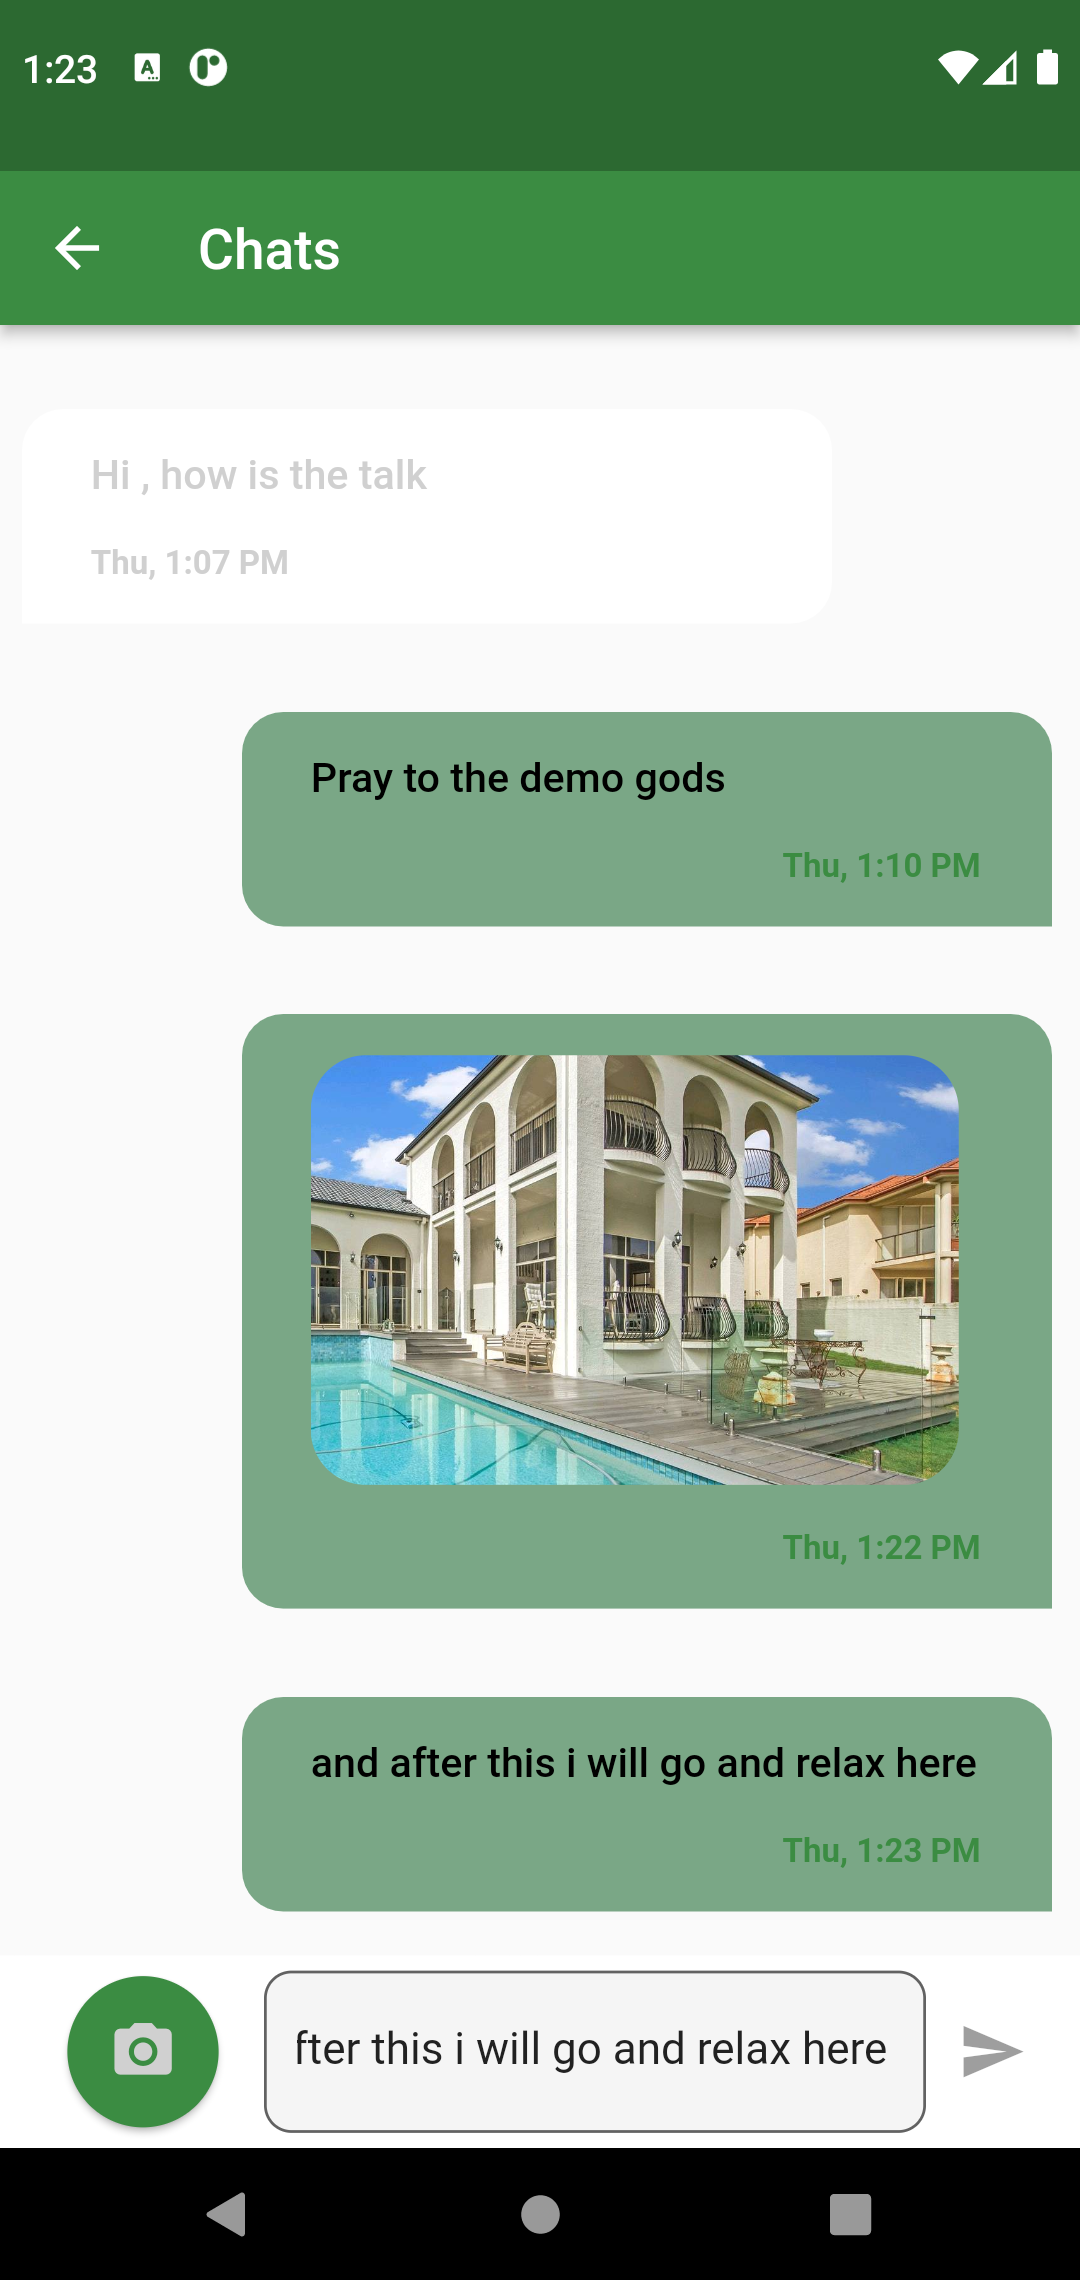 1:23
Chats
Hi , how is the talk
Thu, 1:07 PM
Pray to the demo gods
Thu, 1:10 PM
Thu, 1:22 PM
and after this i will go and relax here
Thu, 1:23 PM
fter this i will go and relax here